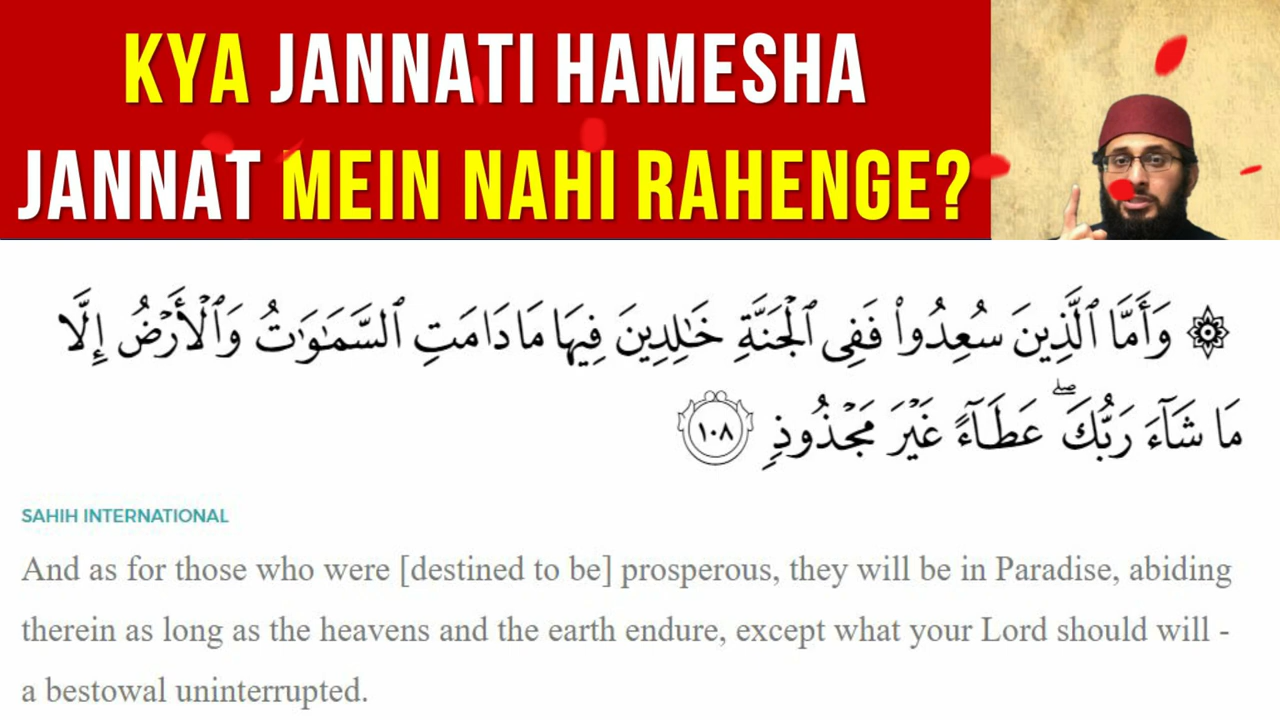 KYA JANNATI HAMESHA
JANNAT MEIN NAHI RAHENGE?
۞ وَأَمَّا ٱلَّذِينَ سُعِدُوا۟ فَفِى ٱلْجَنَّةِ خَـٰلِدِينَ فِيهَا مَا دَامَتِ ٱلسَّمَـٰوَٰتُ وَٱلْأَرْضُ إِلَّا
مَا شَآءَ رَبُّكَ ۖ عَطَآءً غَيْرَ مَجْذُوذٍ ١٠٨
SAHIH INTERNATIONAL
And as for those who were [destined to be] prosperous, they will be in Paradise, abiding
therein as long as the heavens and the earth endure, except what your Lord should will -
a bestowal uninterrupted.